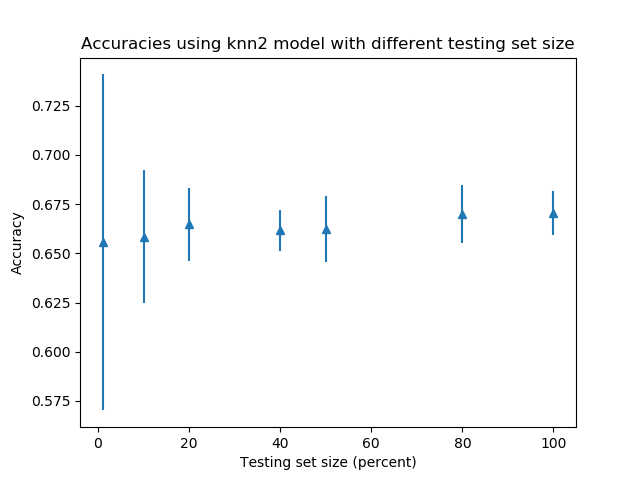 Accuracies using knn2 model with different testing set size
0.725
0.700
0.675
0.650
0.625
0.600
0.575
Accuracy
0 20 40 60 80 100
Testing set size (percent)